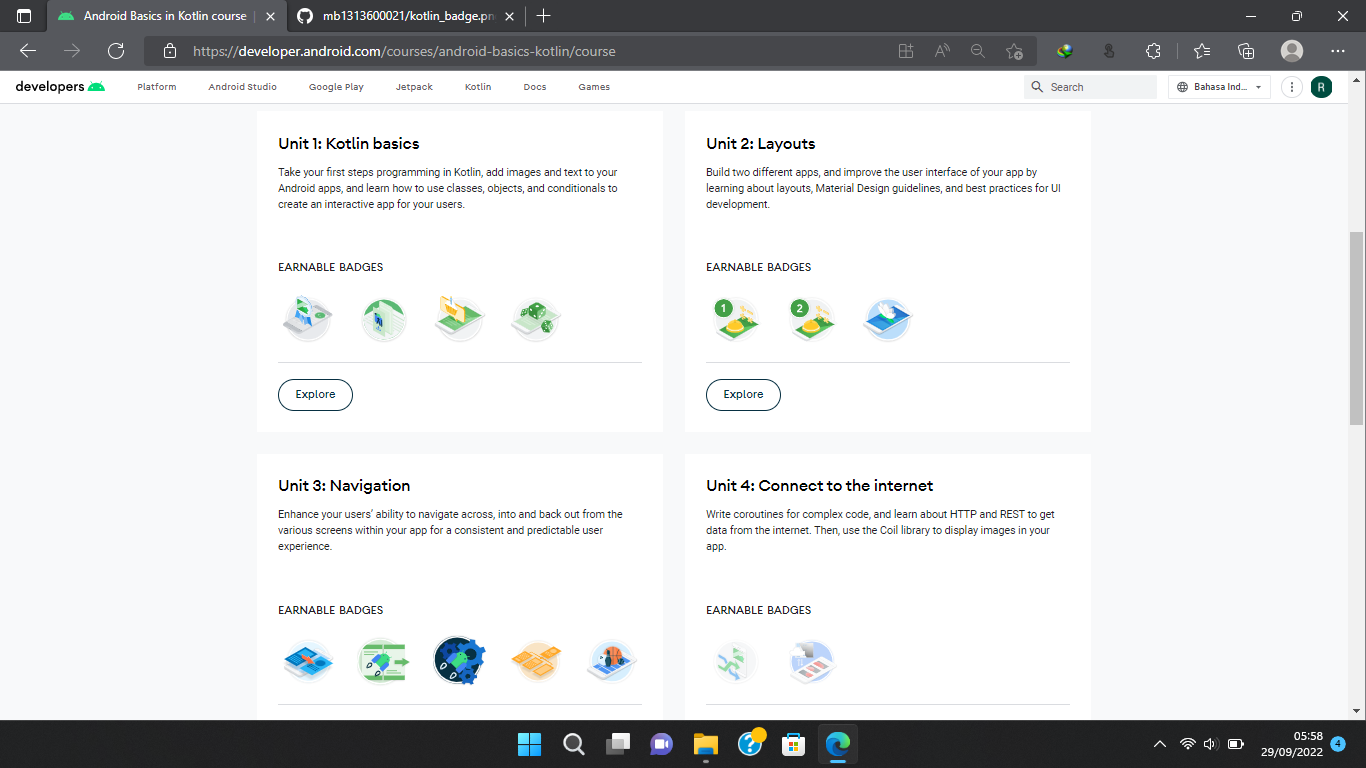 Android Basics in Kotlin course
mb1313600021/kotlin_badge.pn
https://developer.android.com/courses/android-basics-kotlin/course
developers
Platform
Android Studio
Google Play
Jetpack
Kotlin
Docs
Games
Search
Bahasa Ind...
R
Unit 1: Kotlin basics
Take your first steps programming in Kotlin, add images and text to your
Android apps, and learn how to use classes, objects, and conditionals to
create an interactive app for your users.
EARNABLE BADGES
Explore
Unit 2: Layouts
Build two different apps, and improve the user interface of your app by
learning about layouts, Material Design guidelines, and best practices for UI
development.
EARNABLE BADGES
1
2
Explore
Unit 3: Navigation
Enhance your users’ ability to navigate across, into and back out from the
various screens within your app for a consistent and predictable user
experience.
EARNABLE BADGES
Unit 4: Connect to the internet
Write coroutines for complex code, and learn about HTTP and REST to get
data from the internet. Then, use the Coil library to display images in your
app.
EARNABLE BADGES
05:58
29/09/2022
4